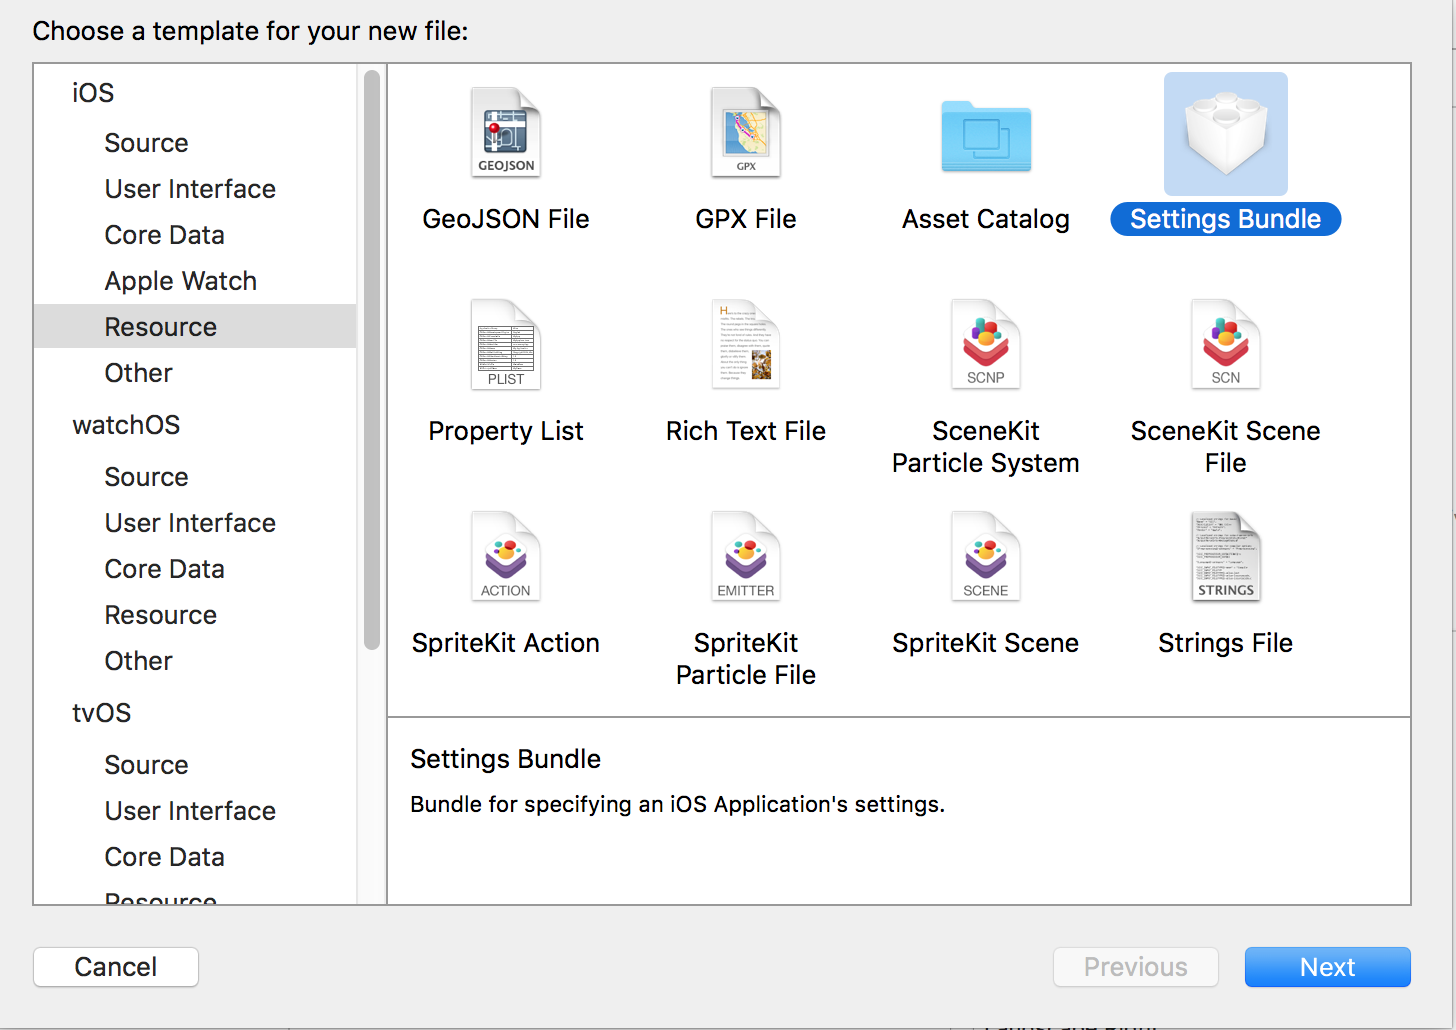 Choose a template for your new file:
iOS
Source
User Interface
Core Data
Apple Watch
Resource
Other
watchOS
Source
User Interface
Core Data
Resource
Other
tvOS
Source
User Interface
Core Data
Resource
GEOJSON
GeoJSON File
GPX
GPX File
Asset Catalog
Settings Bundle
PLIST
Property List
Rich Text File
SCNP
SceneKit
Particle System
SCN
SceneKit Scene
File
ACTION
SpriteKit Action
EMITTER
SpriteKit
Particle File
SCENE
SpriteKit Scene
STRINGS
Strings File
Settings Bundle
Bundle for specifying an iOS Application's settings.
Cancel
Previous
Next